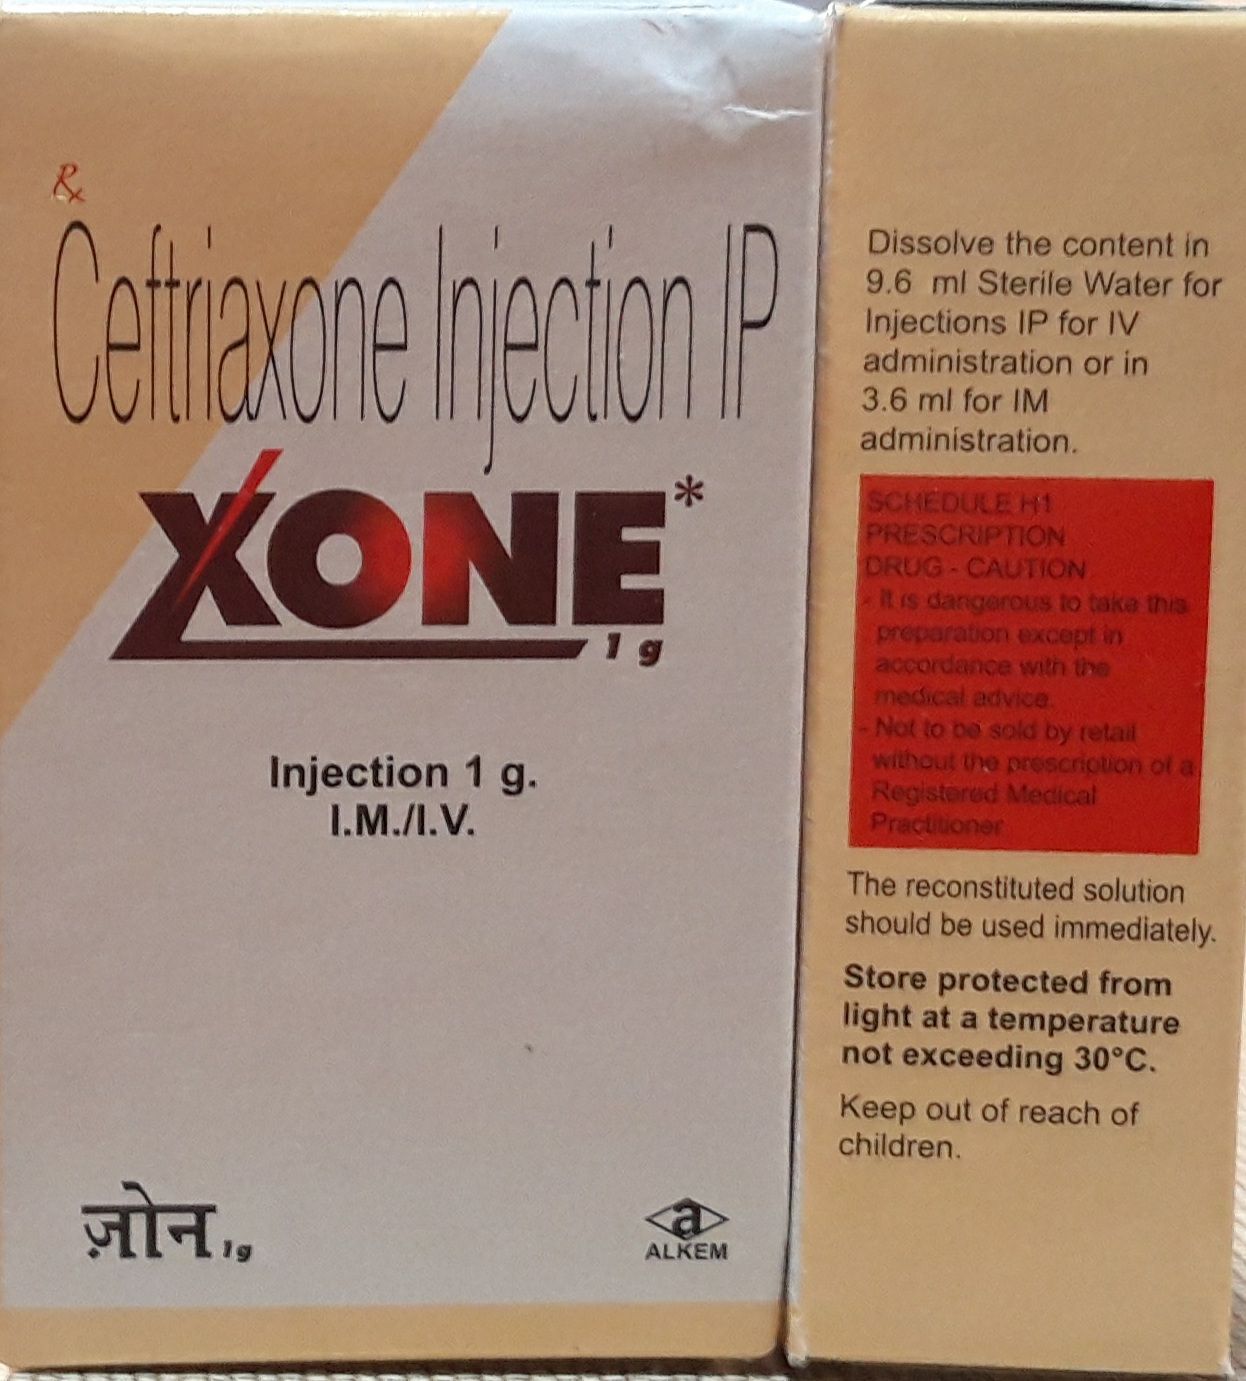 Rx
Ceftriaxone Injection IP
XONE*
1 g
Injection 1 g.
I.M./I.V.
ज़ोन 1g
a
ALKEM
Dissolve the content in
9.6 ml Sterile Water for
Injections IP for IV
administration or in
3.6 ml for IM
administration.
SCHEDULE H1
PRESCRIPTION
DRUG - CAUTION
- It is dangerous to take this
preparation except in
accordance with the
medical advice.
- Not to be sold by retail
without the prescription of a
Registered Medical
Practitioner
The reconstituted solution
should be used immediately.
Store protected from
light at a temperature
not exceeding 30°C.
Keep out of reach of
children.